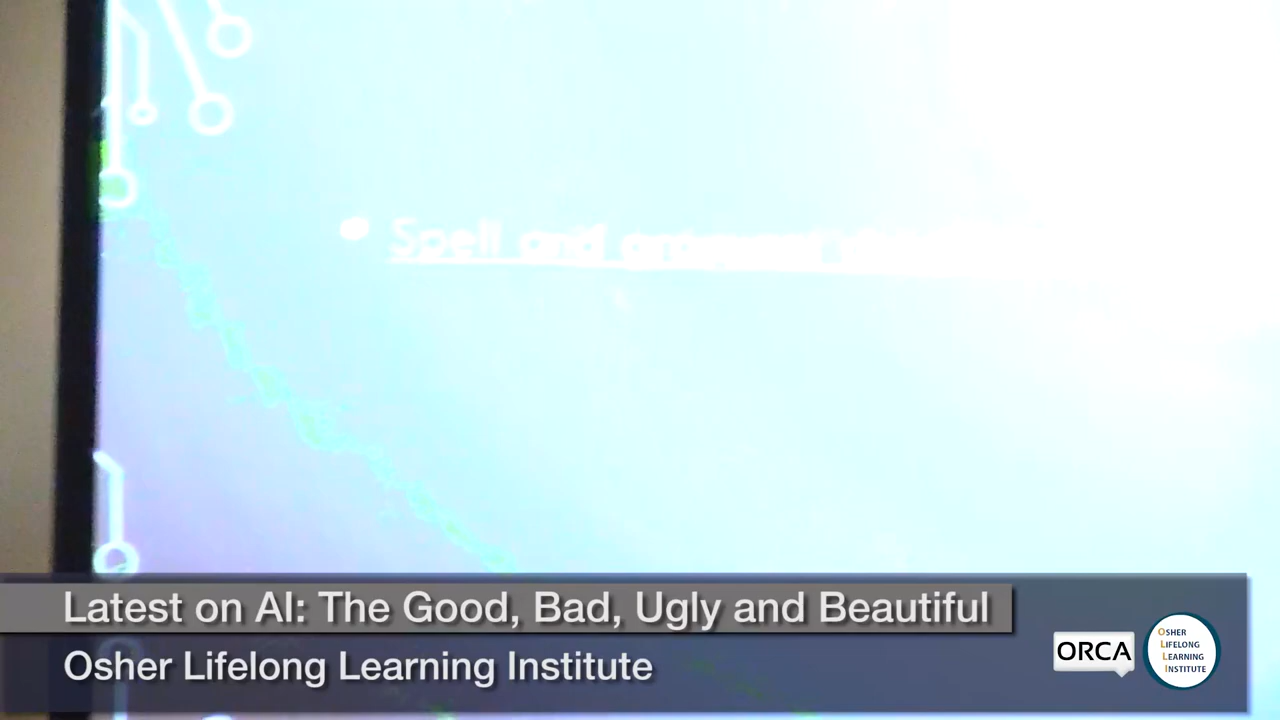 Spell and
Latest on AI: The Good, Bad, Ugly and Beautiful
Osher Lifelong Learning Institute
ORCA
OSHER
LIFELONG
LEARNING
INSTITUTE